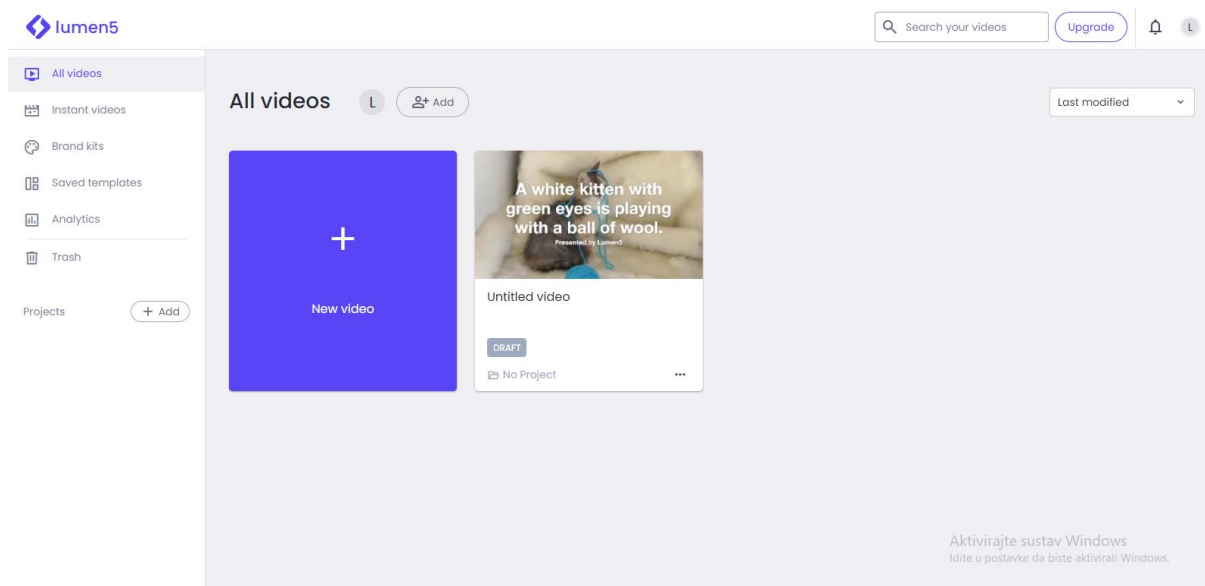 lumen5
Search your videos
Upgrade
L
All videos
Instant videos
Brand kits
Saved templates
Analytics
Trash
Projects
+ Add
All videos
L
Add
Last modified
New video
A white kitten with
green eyes is playing
with a ball of wool.
Presented by Lumen5
Untitled video
DRAFT
No Project
Aktivirajte sustav Windows
Idite u postavke da biste aktivirali Windows.